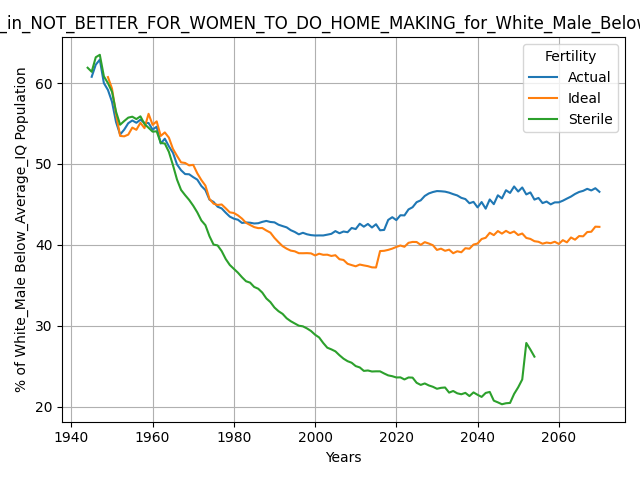 _in_NOT_BETTER_FOR_WOMEN_TO_DO_HOME_MAKING_for_White_Male_Below
% of White_Male Below_Average_IQ Population
60
50
40
30
20
Fertility
Actual
Ideal
Sterile
1940 1960 1980 2000 2020 2040 2060
Years